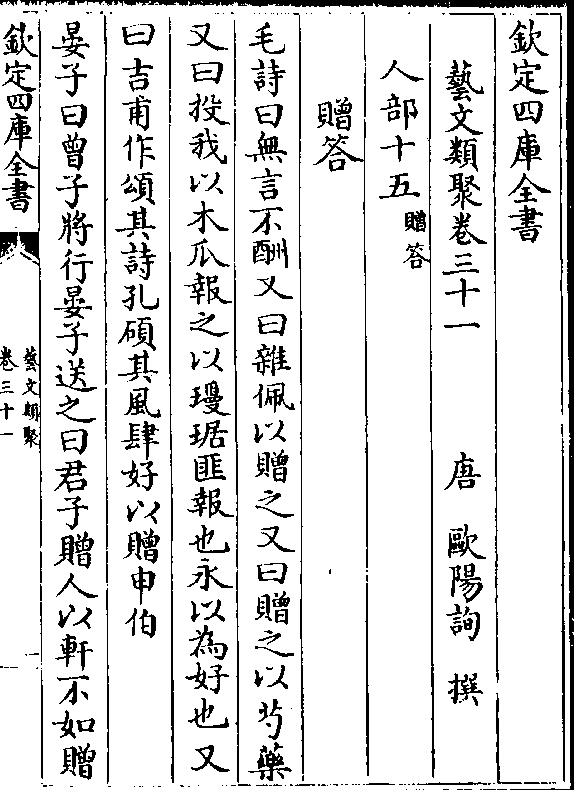 欽定四庫全書
藝文類聚卷三十一　唐　歐陽詢　撰
人部十五 贈答
贈答
毛詩曰無言不酬又曰雜佩以贈之又曰贈之以芍藥
又曰投我以木瓜報之以瓊琚匪報也永以為好也又
曰吉甫作頌其詩孔碩其風肆好以贈申伯
晏子曰曾子將行晏子送之曰君子贈人以軒不如贈
欽定四庫全書
藝文類聚
卷三十一
一